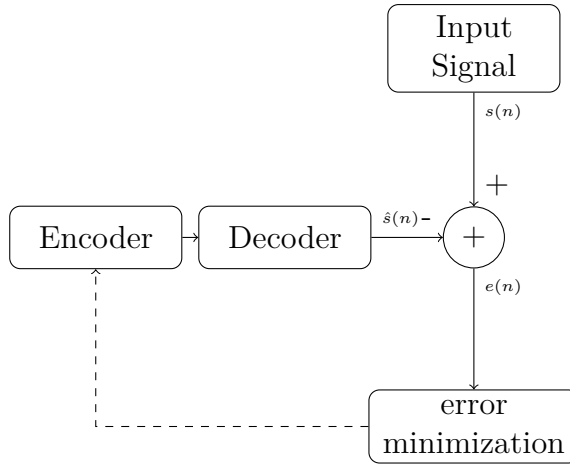 Input
Signal
s(n)
+
Encoder
Decoder
ŝ(n) -
+
e(n)
error
minimization